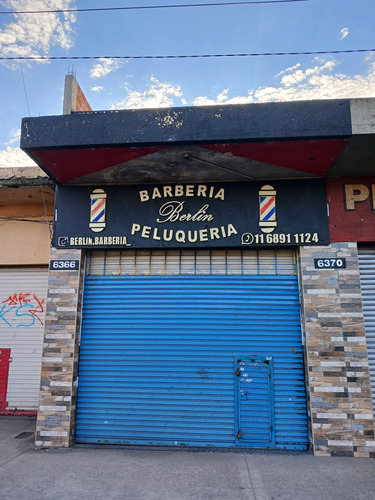 BARBERIA
Berlin
PELUQUERIA
BERLIN.BARBERIA_
11 6891 1124
6366
6370